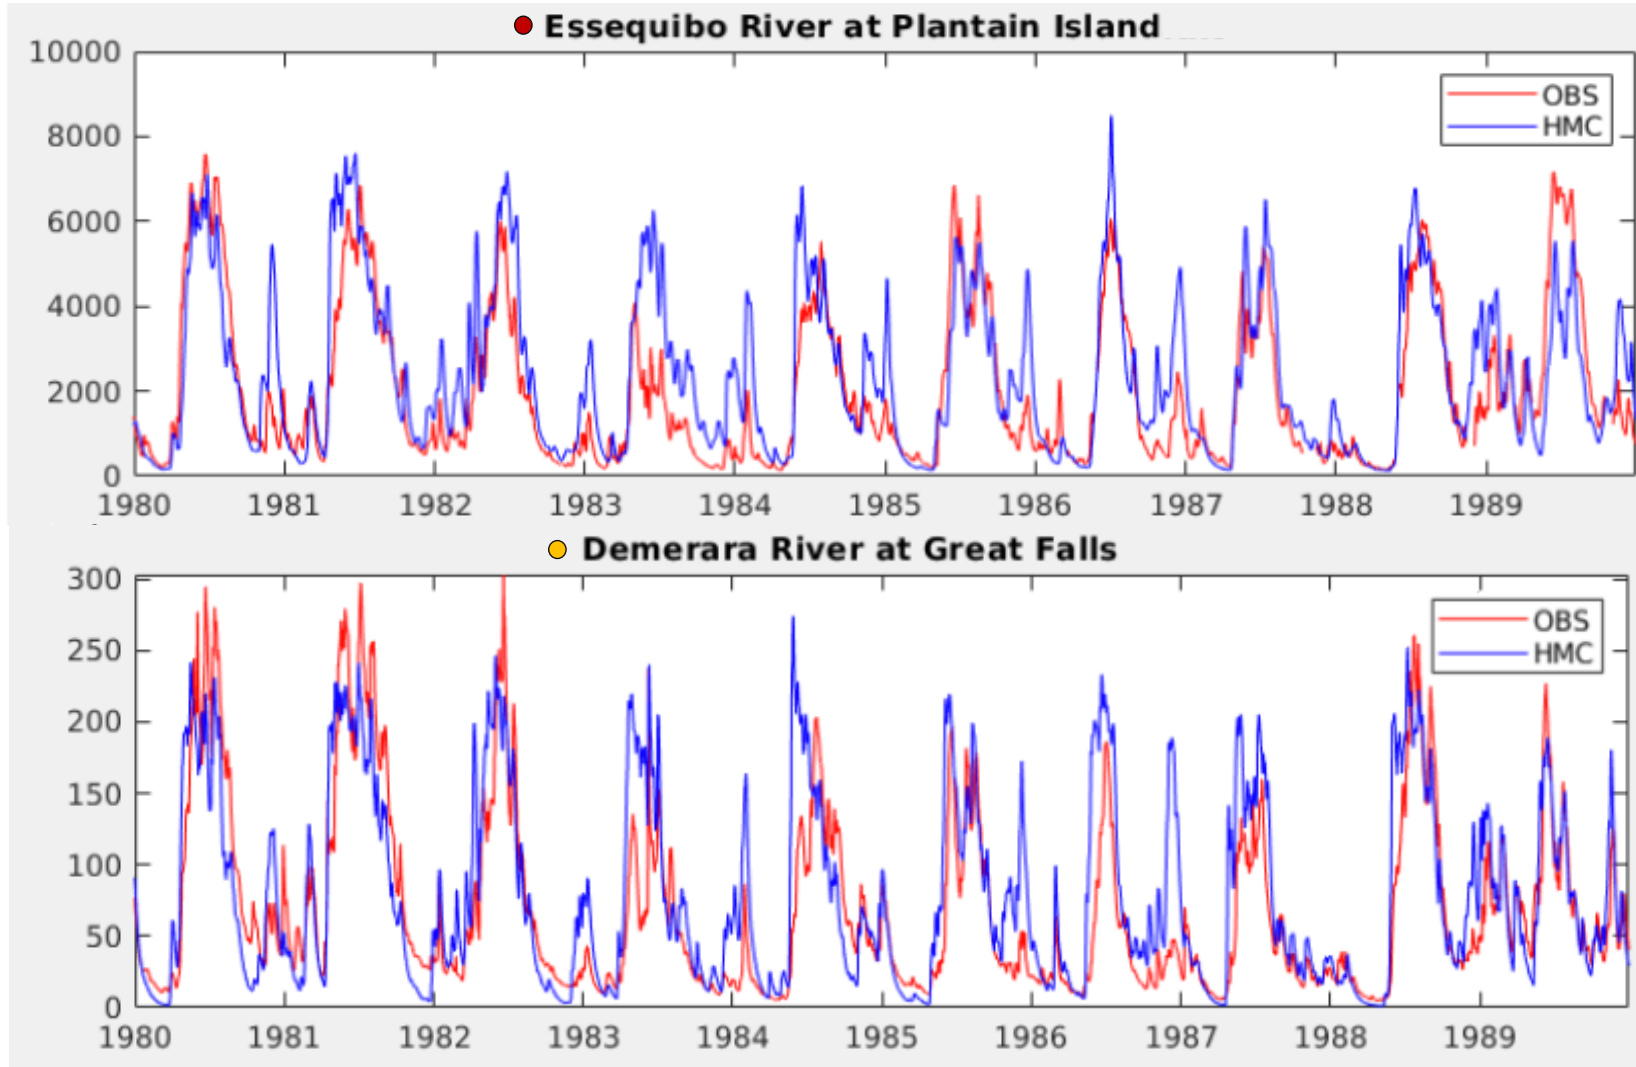 Essequibo River at Plantain Island
10000
8000
6000
4000
2000
0
OBS
HMC
1980 1981 1982 1983 1984 1985 1986 1987 1988 1989
Demerara River at Great Falls
300
250
200
150
100
50
0
OBS
HMC
1980 1981 1982 1983 1984 1985 1986 1987 1988 1989